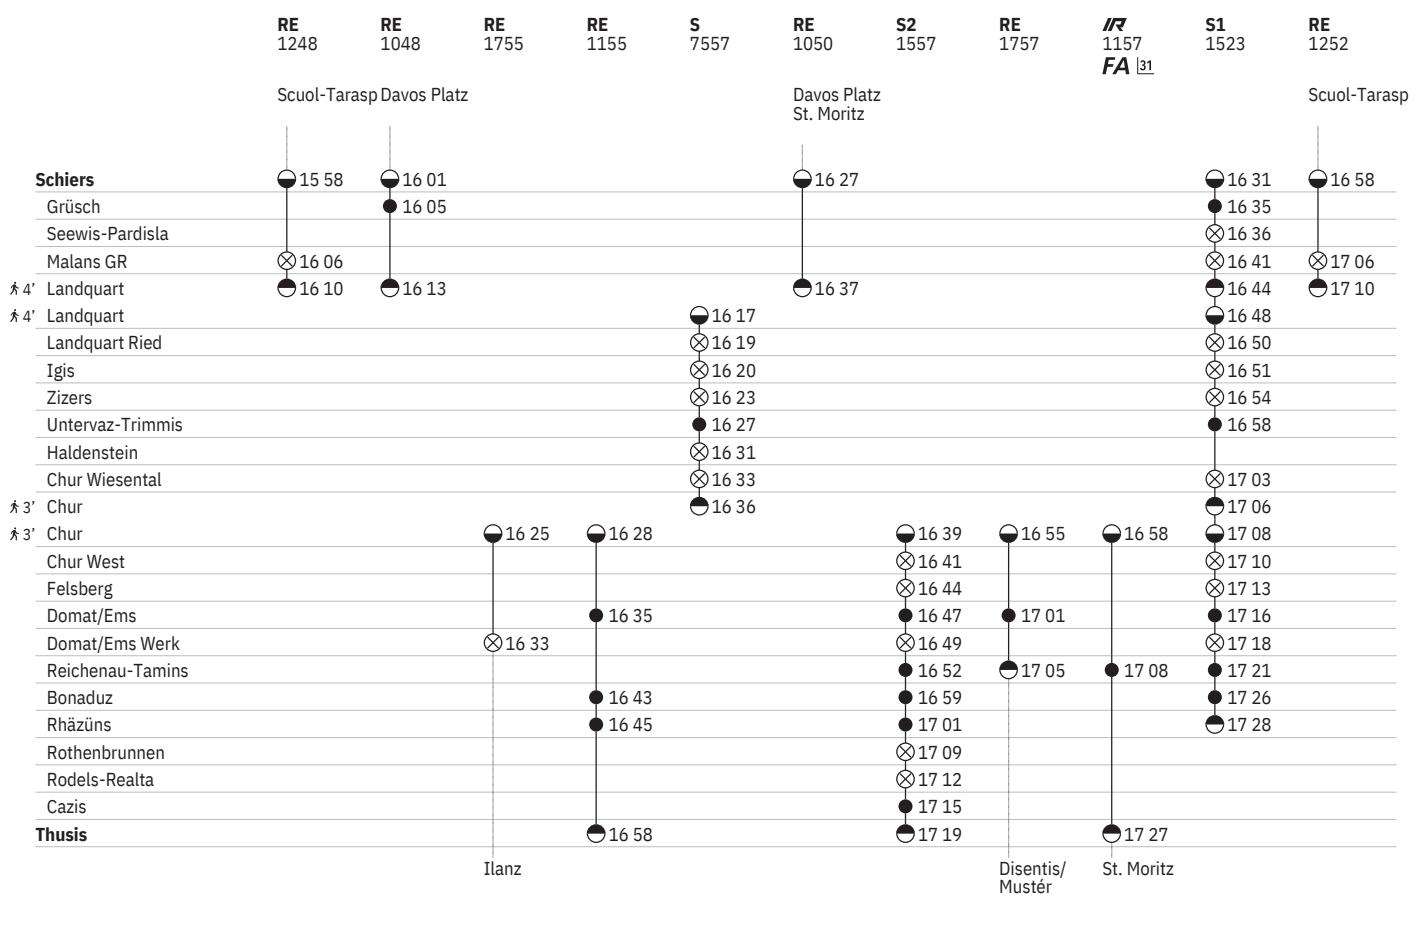 RE RE RE RE S RE S2 RE IR S1 RE
1248 1048 1755 1155 7557 1050 1557 1757 1157 1523 1252
FA 31
Scuol-Tarasp Davos Platz Davos Platz Scuol-Tarasp
St. Moritz
Schiers 15 58 16 01 16 27 16 31 16 58
Grüsch 16 05 16 35
Seewis-Pardisla 16 36
Malans GR 16 06 16 41 17 06
4’ Landquart 16 10 16 13 16 37 16 44 17 10
4’ Landquart 16 17 16 48
Landquart Ried 16 19 16 50
Igis 16 20 16 51
Zizers 16 23 16 54
Untervaz-Trimmis 16 27 16 58
Haldenstein 16 31
Chur Wiesental 16 33 17 03
3’ Chur 16 36 17 06
3’ Chur 16 25 16 28 16 39 16 55 16 58 17 08
Chur West 16 41 17 10
Felsberg 16 44 17 13
Domat/Ems 16 35 16 47 17 01 17 16
Domat/Ems Werk 16 33 16 49 17 18
Reichenau-Tamins 16 52 17 05 17 08 17 21
Bonaduz 16 43 16 59 17 26
Rhäzüns 16 45 17 01 17 28
Rothenbrunnen 17 09
Rodels-Realta 17 12
Cazis 17 15
Thusis 16 58 17 19 17 27
Ilanz Disentis/ St. Moritz
Mustér